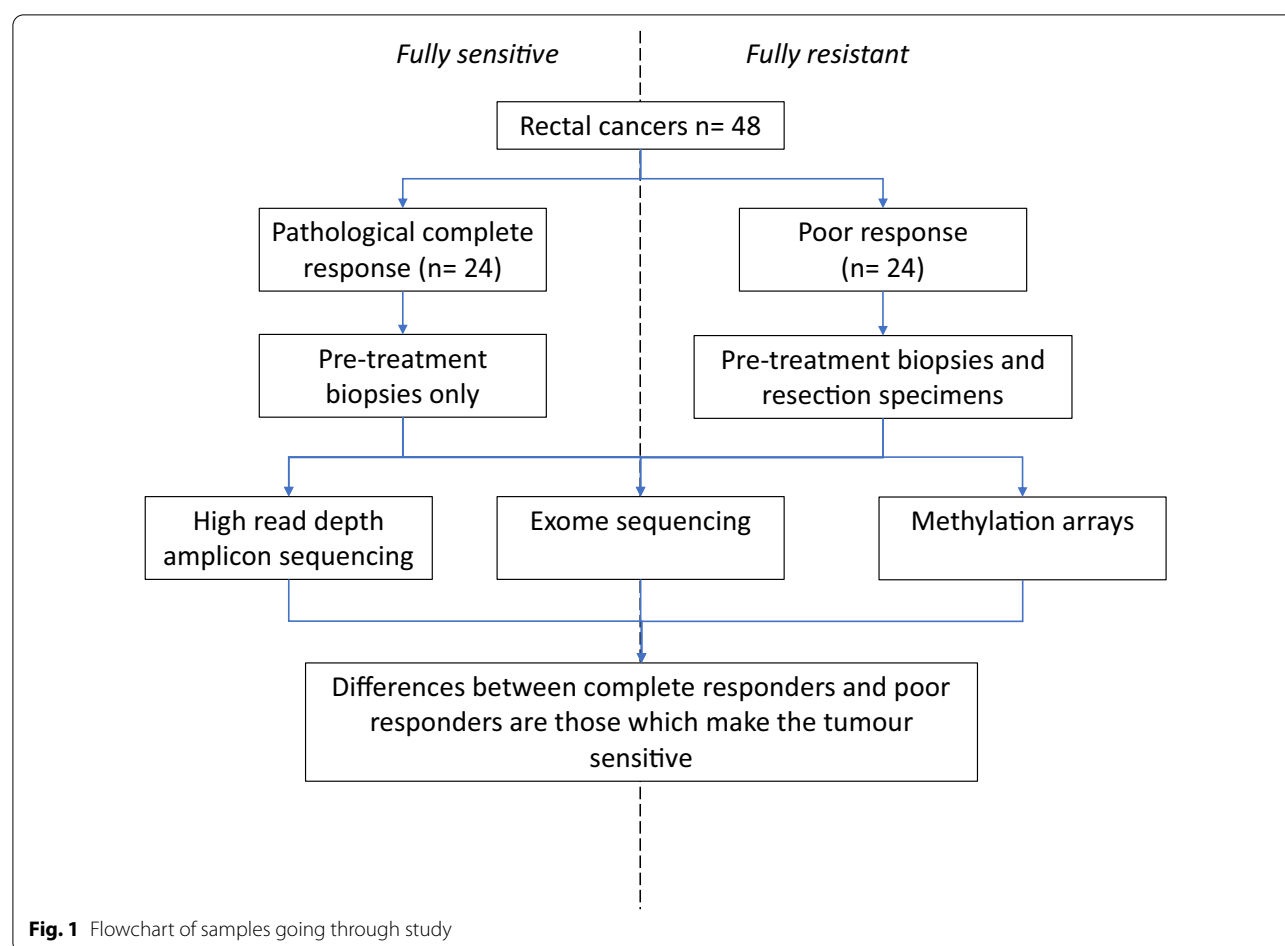 Fully sensitive
Fully resistant
Rectal cancers n= 48
Pathological complete
response (n= 24)
Poor response
(n= 24)
Pre-treatment
biopsies only
Pre-treatment biopsies and
resection specimens
High read depth
amplicon sequencing
Exome sequencing
Methylation arrays
Differences between complete responders and poor
responders are those which make the tumour
sensitive
Fig. 1 Flowchart of samples going through study